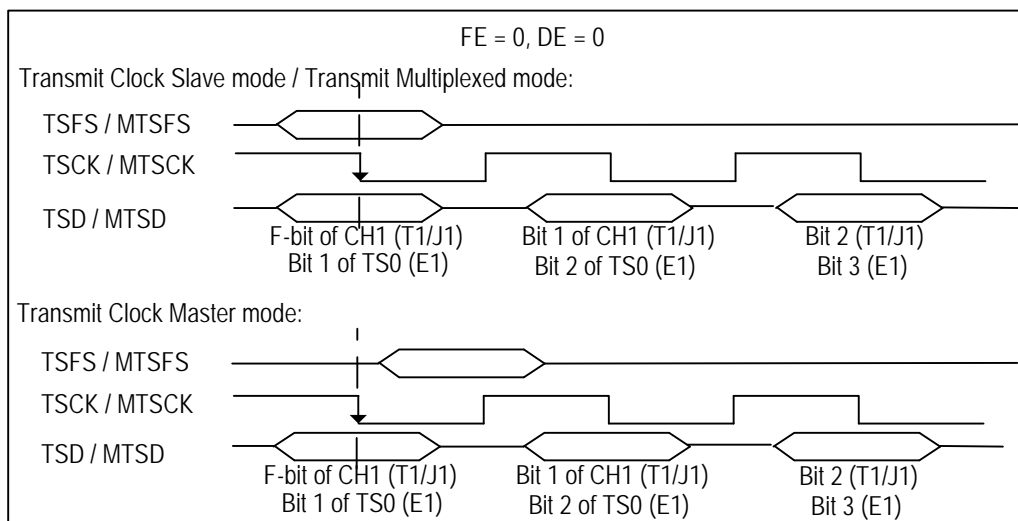 FE = 0, DE = 0
Transmit Clock Slave mode / Transmit Multiplexed mode:
TSFS / MTSFS
TSCK / MTSCK
TSD / MTSD
F-bit of CH1 (T1/J1) Bit 1 of CH1 (T1/J1) Bit 2 (T1/J1)
Bit 1 of TS0 (E1) Bit 2 of TS0 (E1) Bit 3 (E1)
Transmit Clock Master mode:
TSFS / MTSFS
TSCK / MTSCK
TSD / MTSD
F-bit of CH1 (T1/J1) Bit 1 of CH1 (T1/J1) Bit 2 (T1/J1)
Bit 1 of TS0 (E1) Bit 2 of TS0 (E1) Bit 3 (E1)